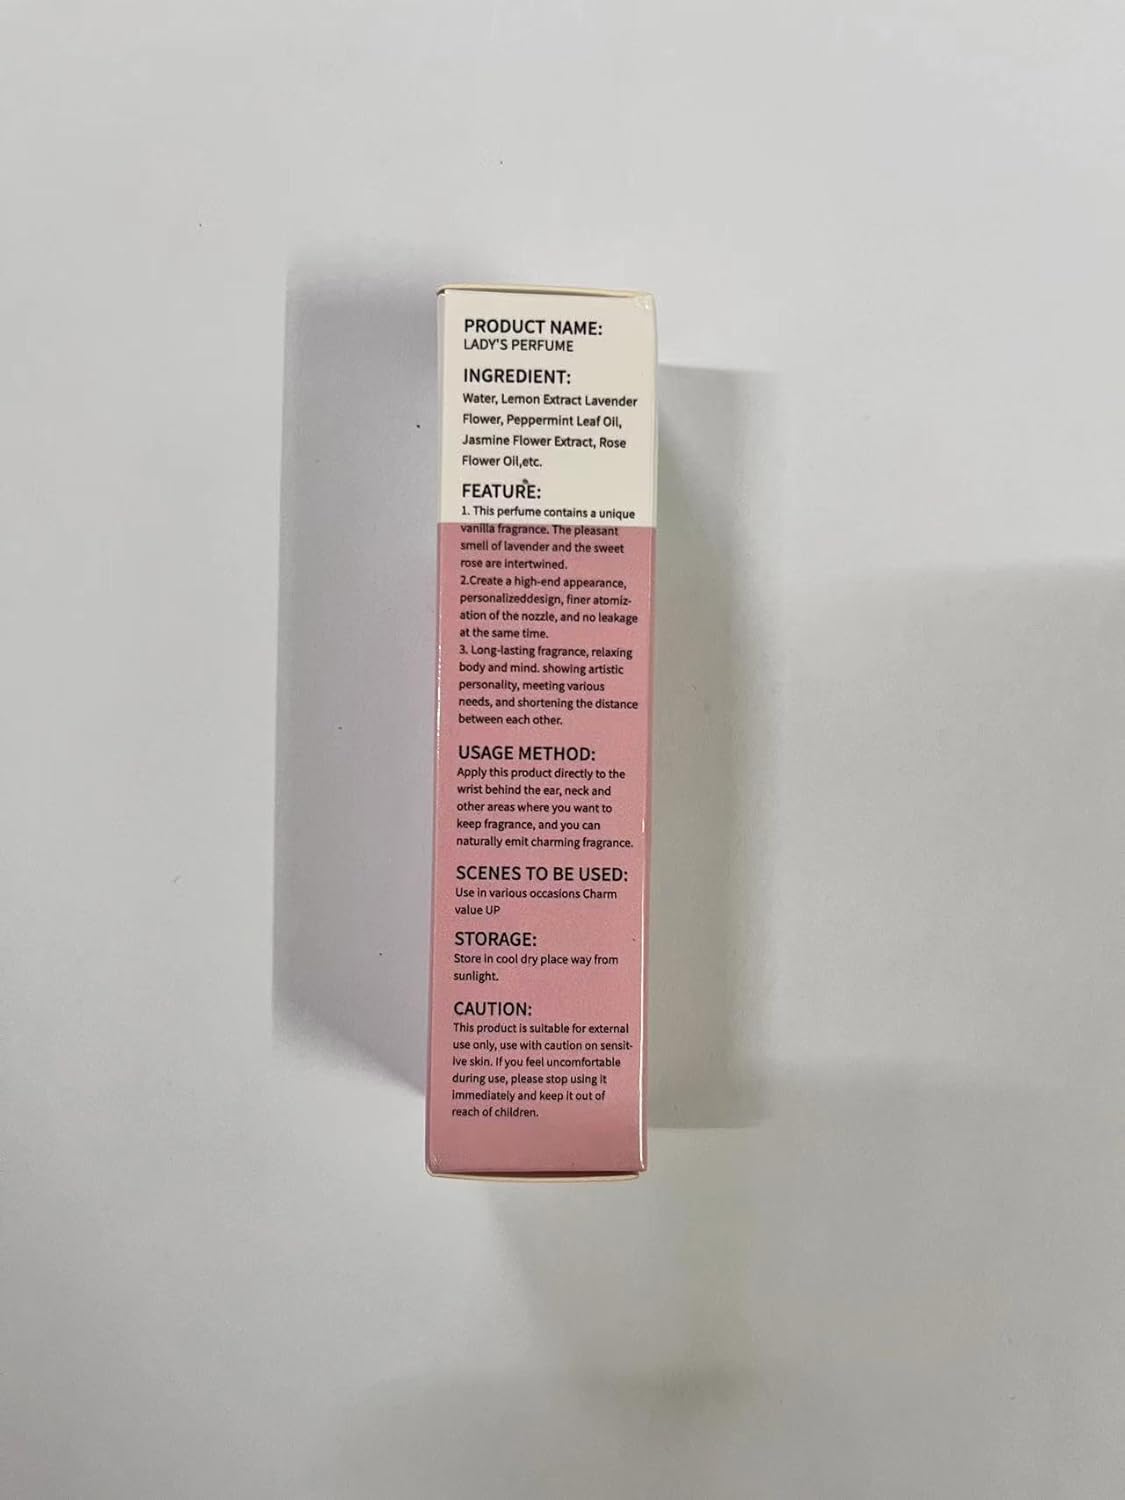 PRODUCT NAME:
LADY'S PERFUME
INGREDIENT:
Water, Lemon Extract Lavender
Flower, Peppermint Leaf Oil,
Jasmine Flower Extract, Rose
Flower Oil,etc.
FEATURE:
1. This perfume contains a unique
vanilla fragrance. The pleasant
smell of lavender and the sweet
rose are intertwined.
2.Create a high-end appearance,
personalizeddesign, finer atomiz-
ation of the nozzle, and no leakage
at the same time.
3. Long-lasting fragrance, relaxing
body and mind. showing artistic
personality, meeting various
needs, and shortening the distance
between each other.
USAGE METHOD:
Apply this product directly to the
wrist behind the ear, neck and
other areas where you want to
keep fragrance, and you can
naturally emit charming fragrance.
SCENES TO BE USED:
Use in various occasions Charm
value UP
STORAGE:
Store in cool dry place way from
sunlight.
CAUTION:
This product is suitable for external
use only, use with caution on sensit-
ive skin. If you feel uncomfortable
during use, please stop using it
immediately and keep it out of
reach of children.